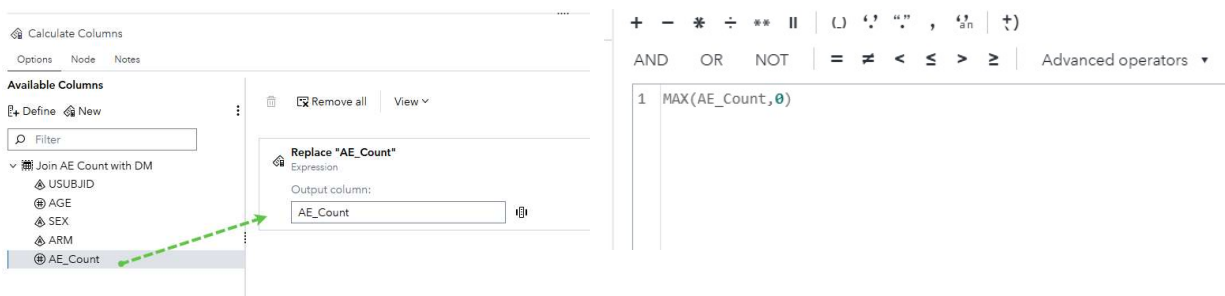 Calculate Columns
Options Node Notes
Available Columns
Define New
Filter
Join AE Count with DM
USUBJID
AGE
SEX
ARM
AE_Count
Remove all View
Replace "AE_Count"
Expression
Output column:
AE_Count
+ − * ÷ ** || (,) ‘,’ “,” , ‘,’n +)
AND OR NOT = ≠ < ≤ > ≥ Advanced operators
1 MAX(AE_Count,0)